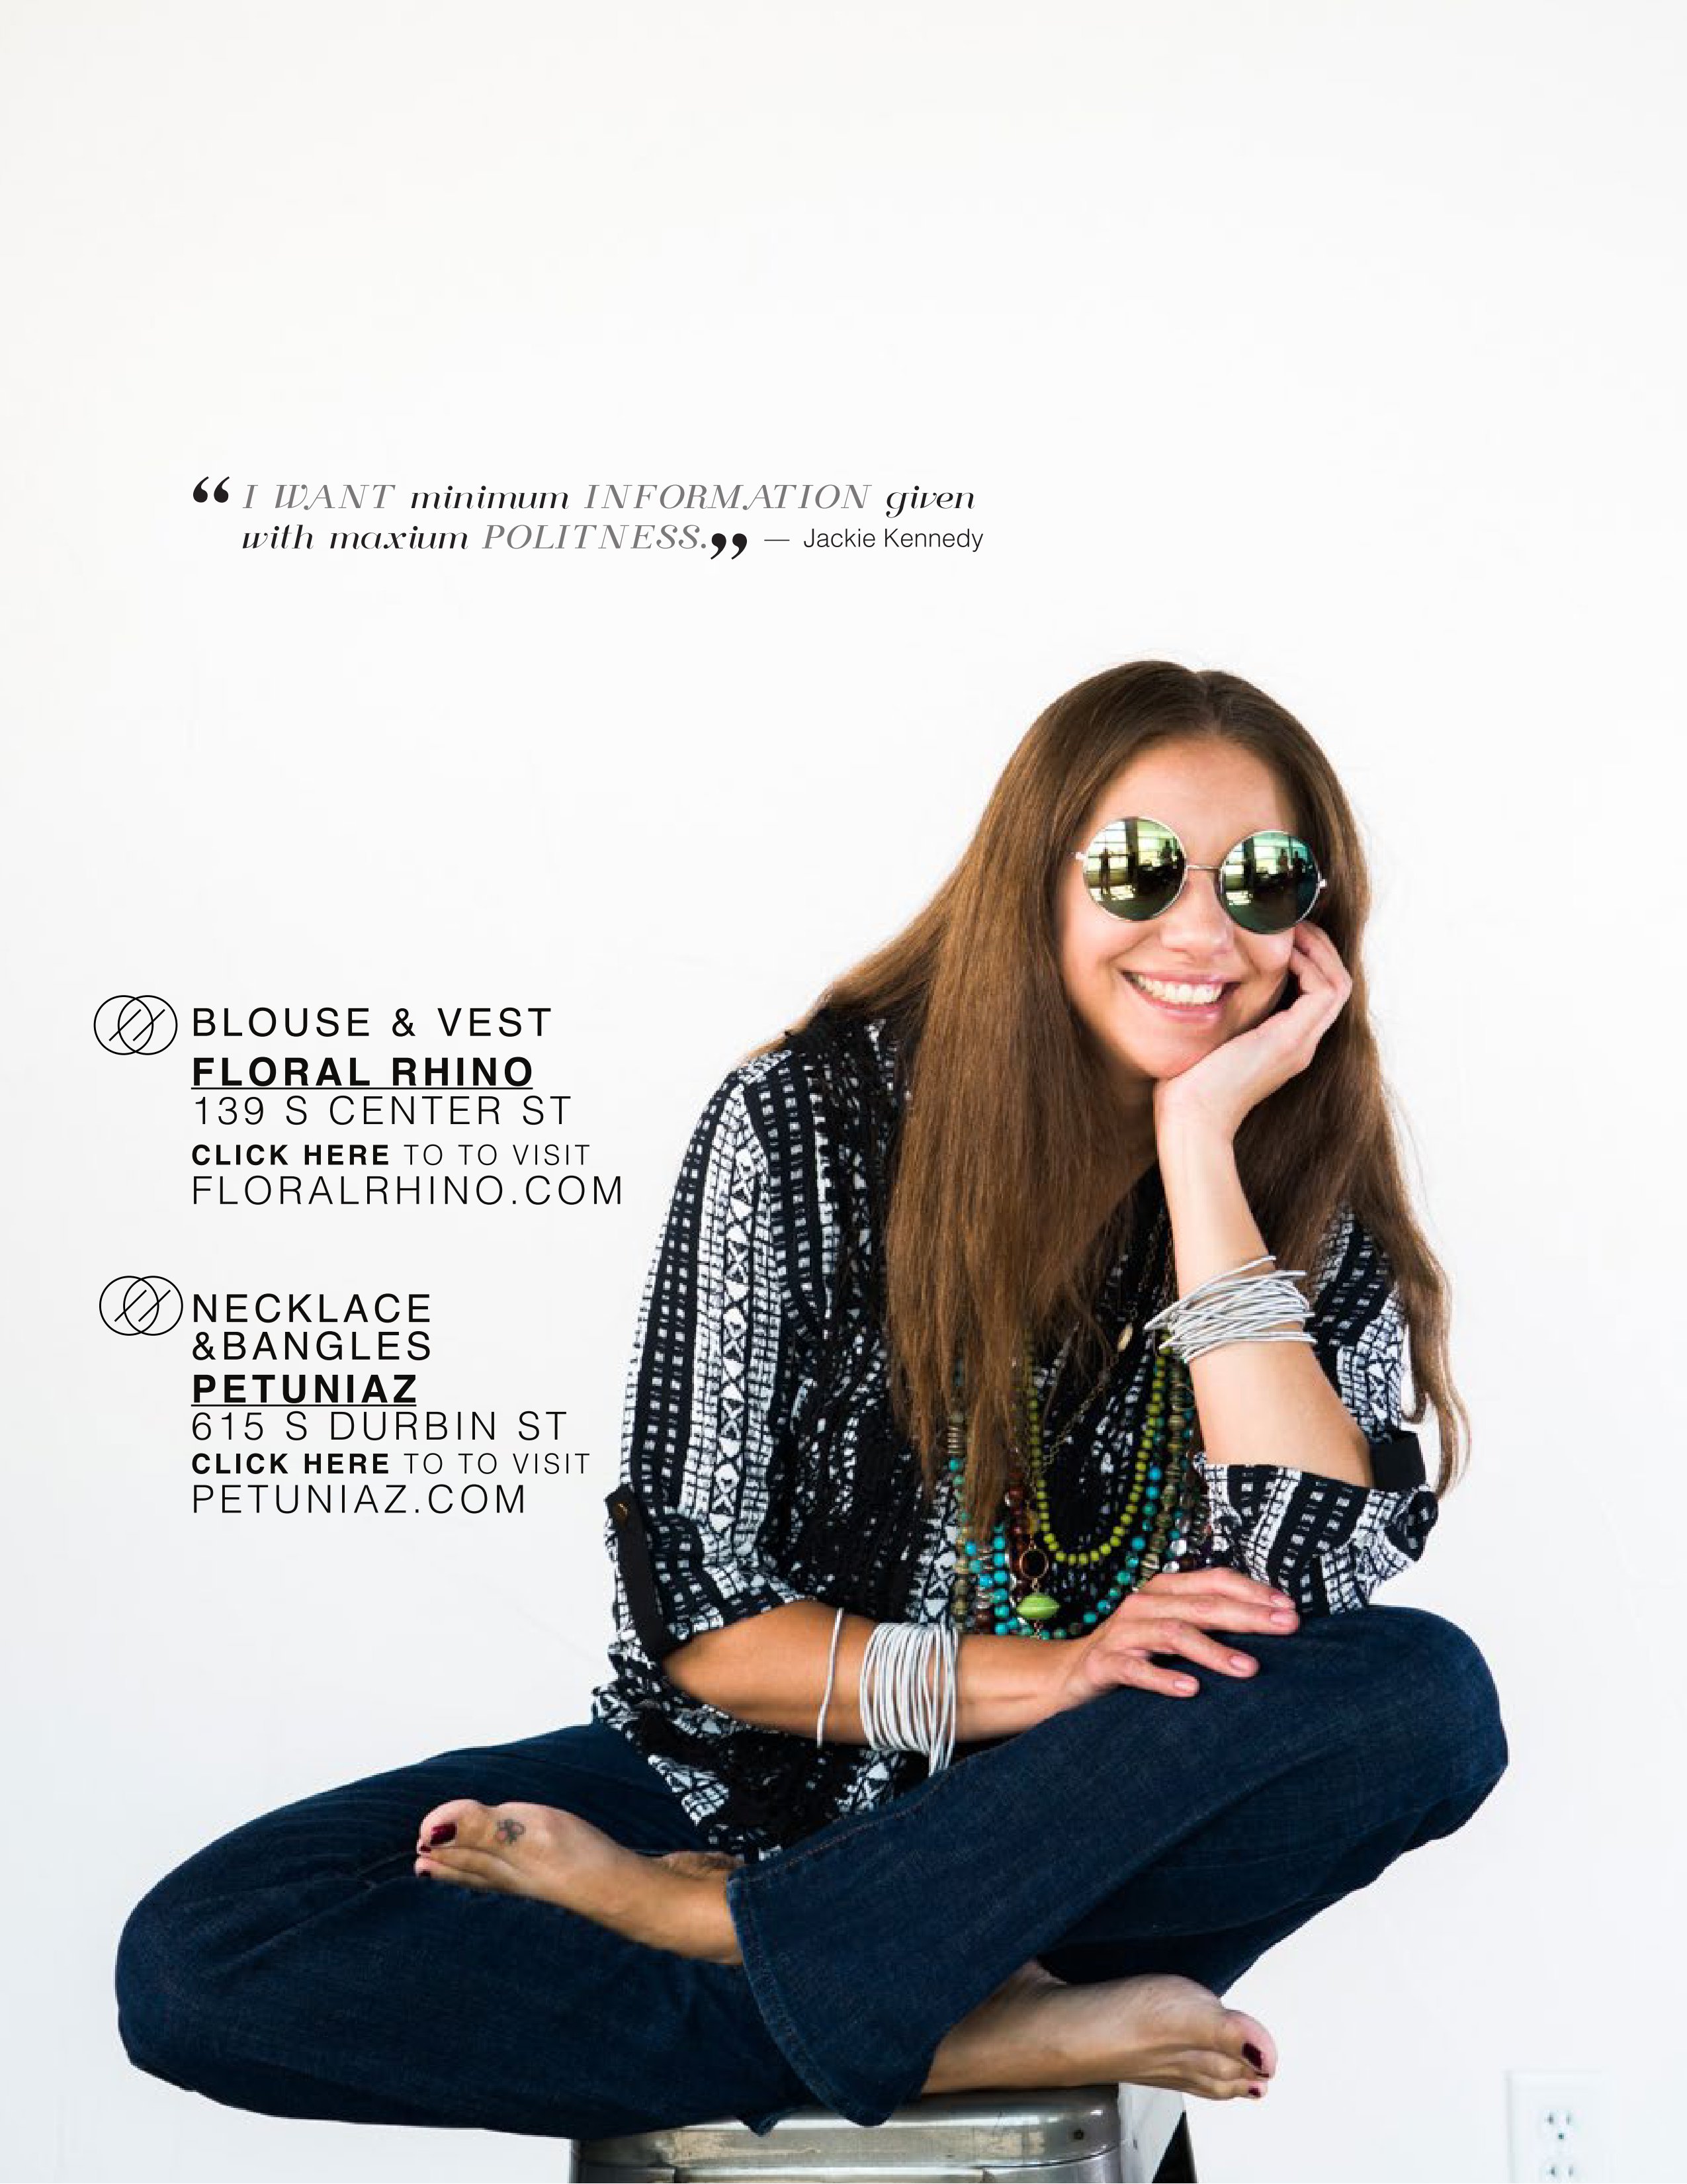 “ I WANT minimum INFORMATION given
with maxium POLITNESS.” — Jackie Kennedy
BLOUSE & VEST
FLORAL RHINO
139 S CENTER ST
CLICK HERE TO TO VISIT
FLORALRHINO.COM
NECKLACE
&BANGLES
PETUNIAZ
615 S DURBIN ST
CLICK HERE TO TO VISIT
PETUNIAZ.COM